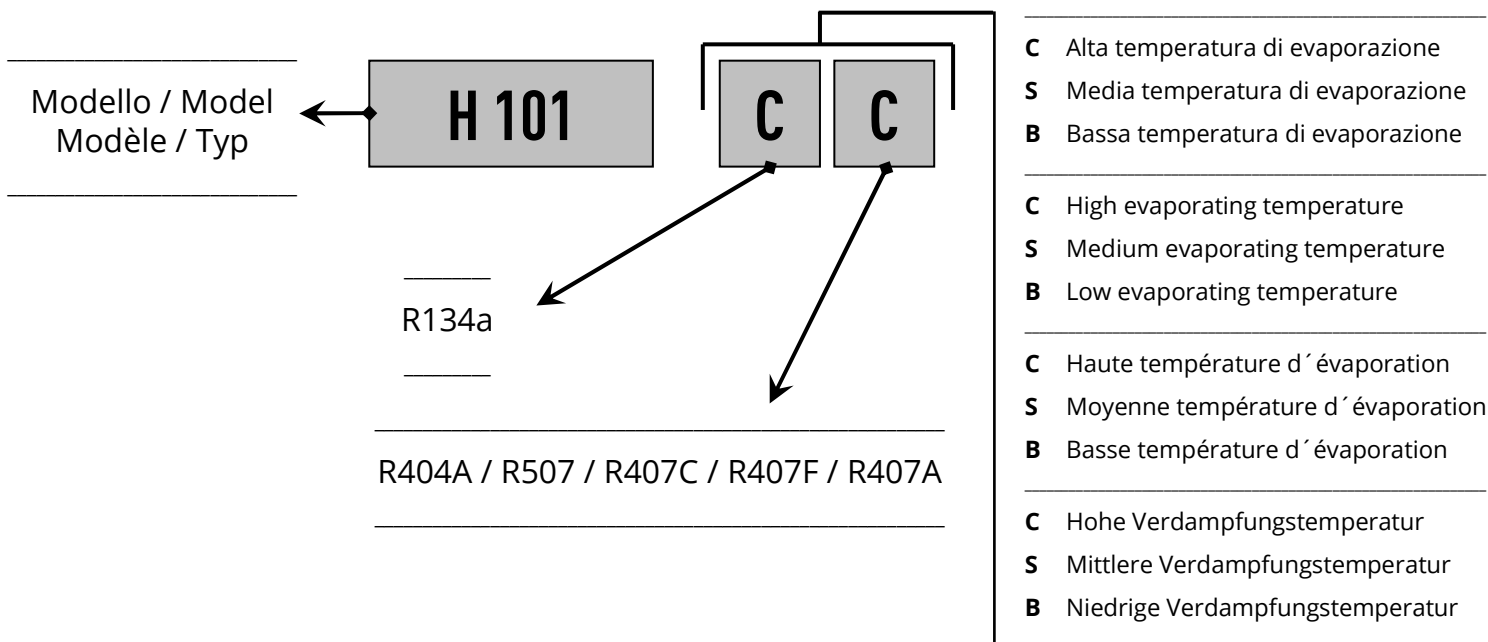 Modello / Model
Modèle / Typ
H 101
C
C
R134a
R404A / R507 / R407C / R407F / R407A
C Alta temperatura di evaporazione
S Media temperatura di evaporazione
B Bassa temperatura di evaporazione
C High evaporating temperature
S Medium evaporating temperature
B Low evaporating temperature
C Haute température d´évaporation
S Moyenne température d´évaporation
B Basse température d´évaporation
C Hohe Verdampfungstemperatur
S Mittlere Verdampfungstemperatur
B Niedrige Verdampfungstemperatur